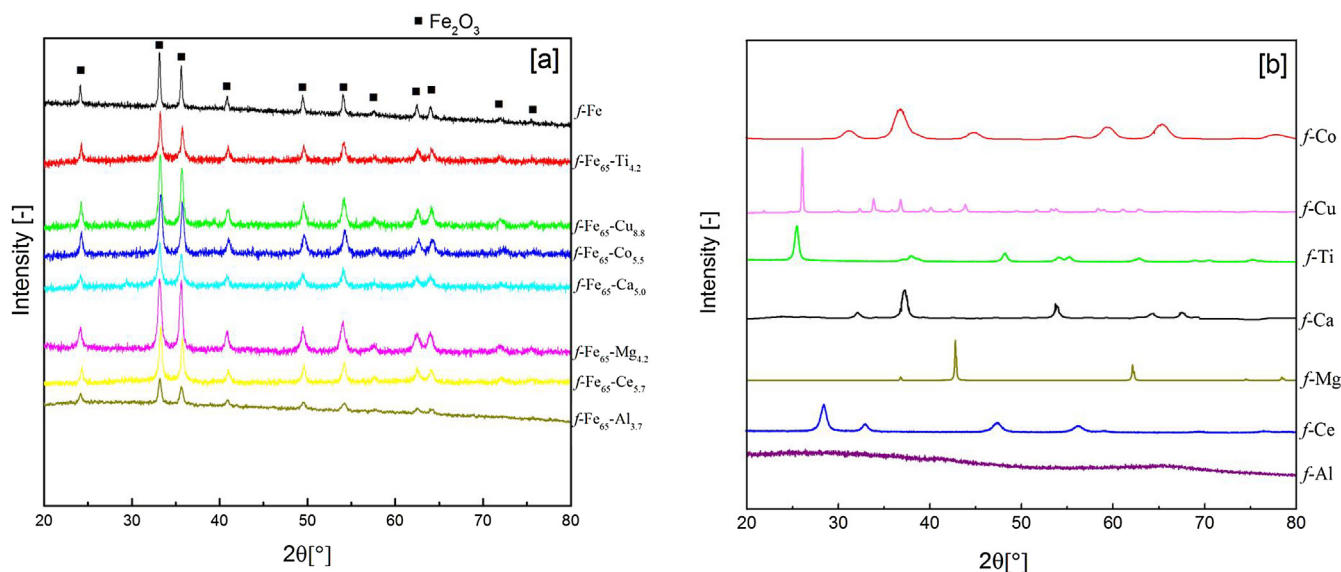 ■ Fe₂O₃
[a]
f-Fe
f-Fe₆₅-Ti₄.₂
f-Fe₆₅-Cu₈.₈
f-Fe₆₅-Co₅.₅
f-Fe₆₅-Ca₅.₀
f-Fe₆₅-Mg₁.₂
f-Fe₆₅-Ce₅.₇
f-Fe₆₅-Al₃.₇
Intensity [-]
20 30 40 50 60 70 80
2θ[°]
[b]
f-Co
f-Cu
f-Ti
f-Ca
f-Mg
f-Ce
f-Al
Intensity [-]
20 30 40 50 60 70 80
2θ[°]